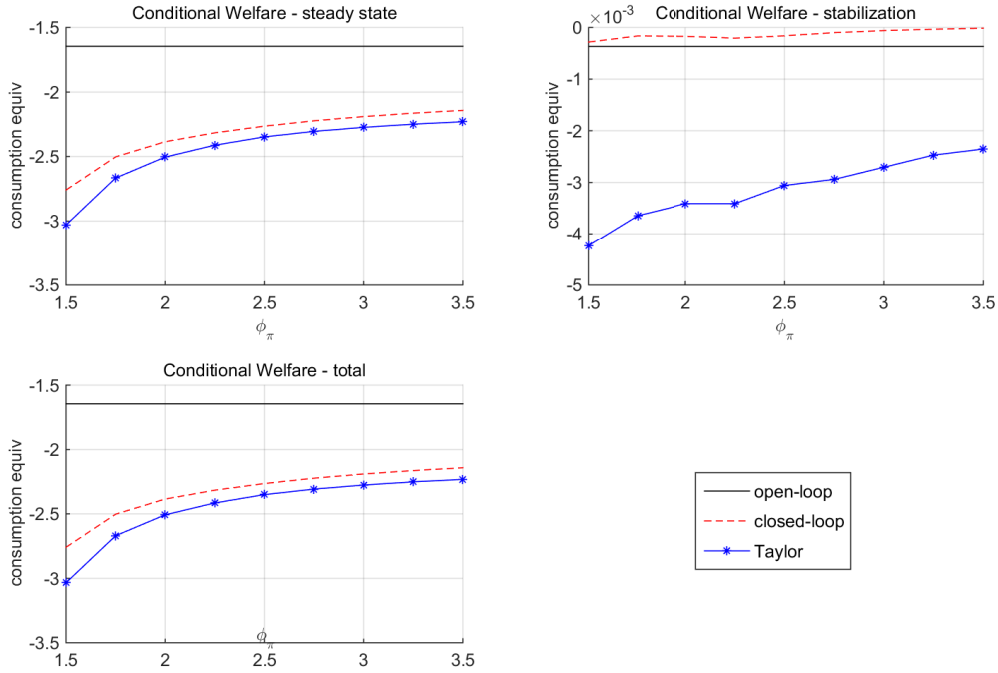 Conditional Welfare - steady state
consumption equiv
-1.5
-2
-2.5
-3
-3.5
1.5 2 2.5 3 3.5
ϕπ
Conditional Welfare - stabilization
×10-3
consumption equiv
0
-1
-2
-3
-4
-5
1.5 2 2.5 3 3.5
ϕπ
Conditional Welfare - total
consumption equiv
-1.5
-2
-2.5
-3
-3.5
ϕπ
1.5 2 2.5 3 3.5
open-loop
closed-loop
Taylor